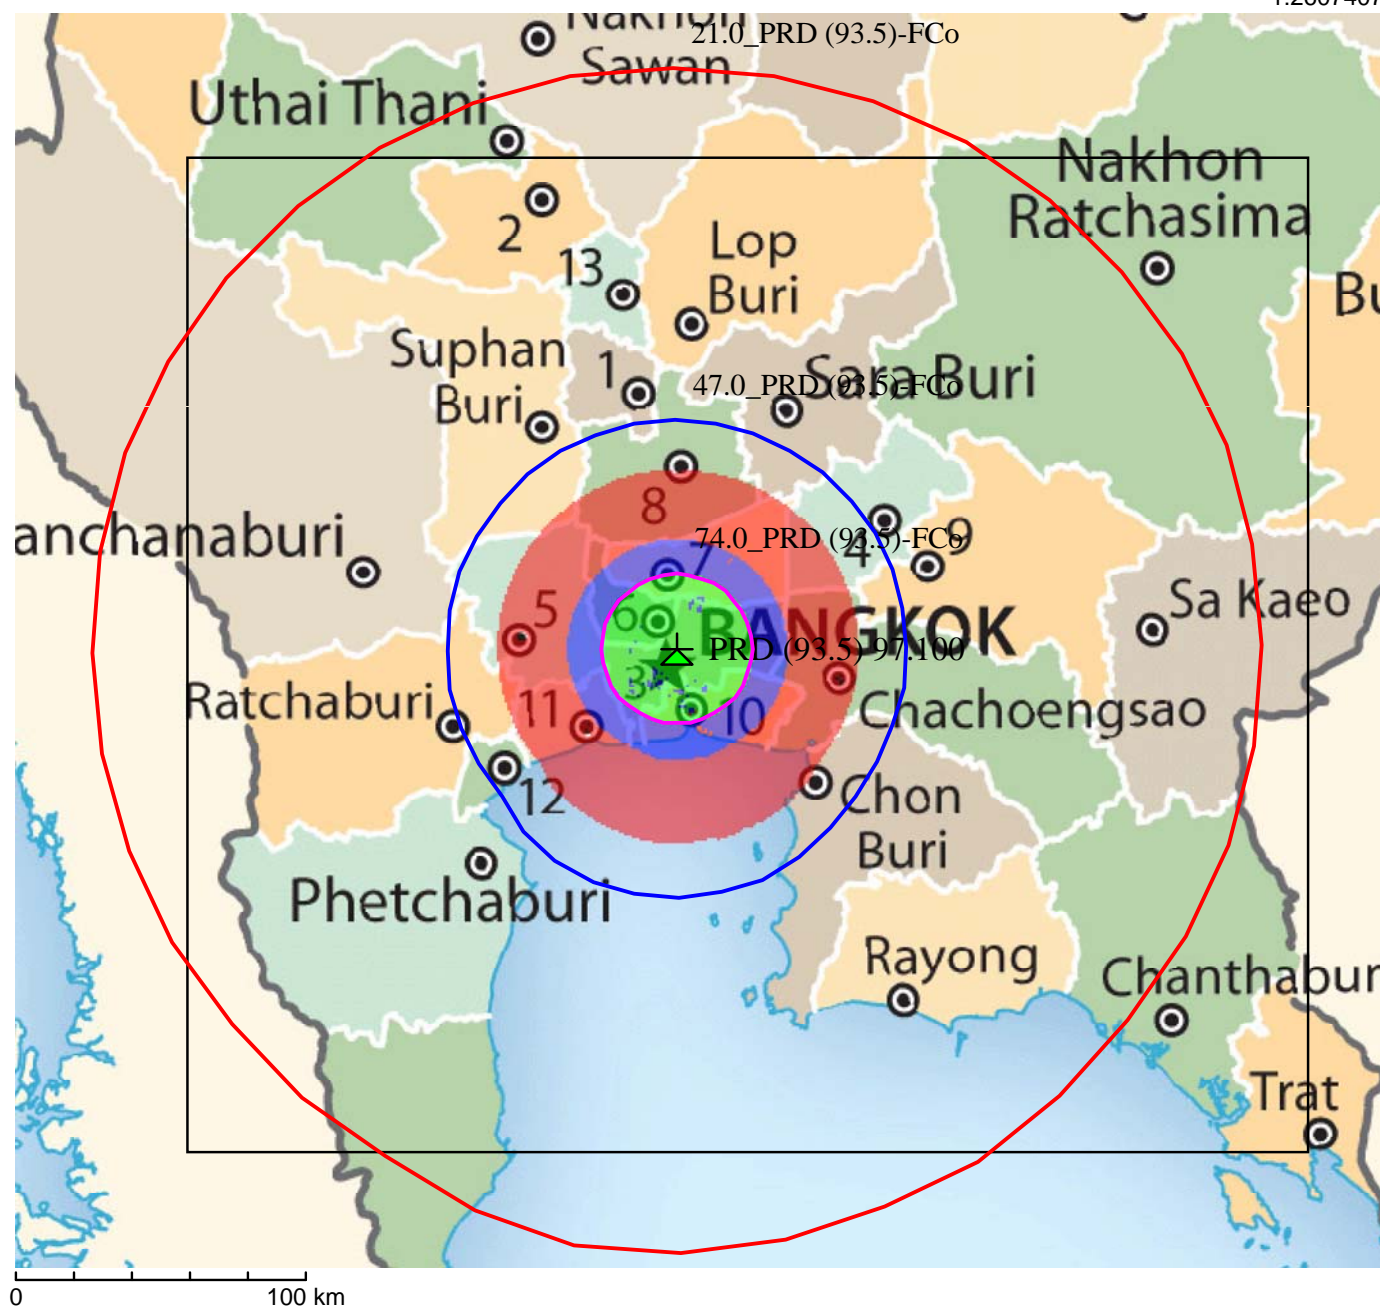 Nakhon
Sawan
21.0_PRD (93.5)-FCo
Uthai Thani
Nakhon
Ratchasima
2
13
Lop
Buri
Suphan
Buri
1
Sara Buri
47.0_PRD (93.5)-FCo
8
anchanaburi
74.0_PRD (93.5)-FCo
7
4
9
5
6
BANGKOK
Sa Kaeo
PRD (93.5) 97.100
3
Ratchaburi
11
10
Chachoengsao
12
Chon
Buri
Phetchaburi
Rayong
Chanthabur
Trat
0
100 km